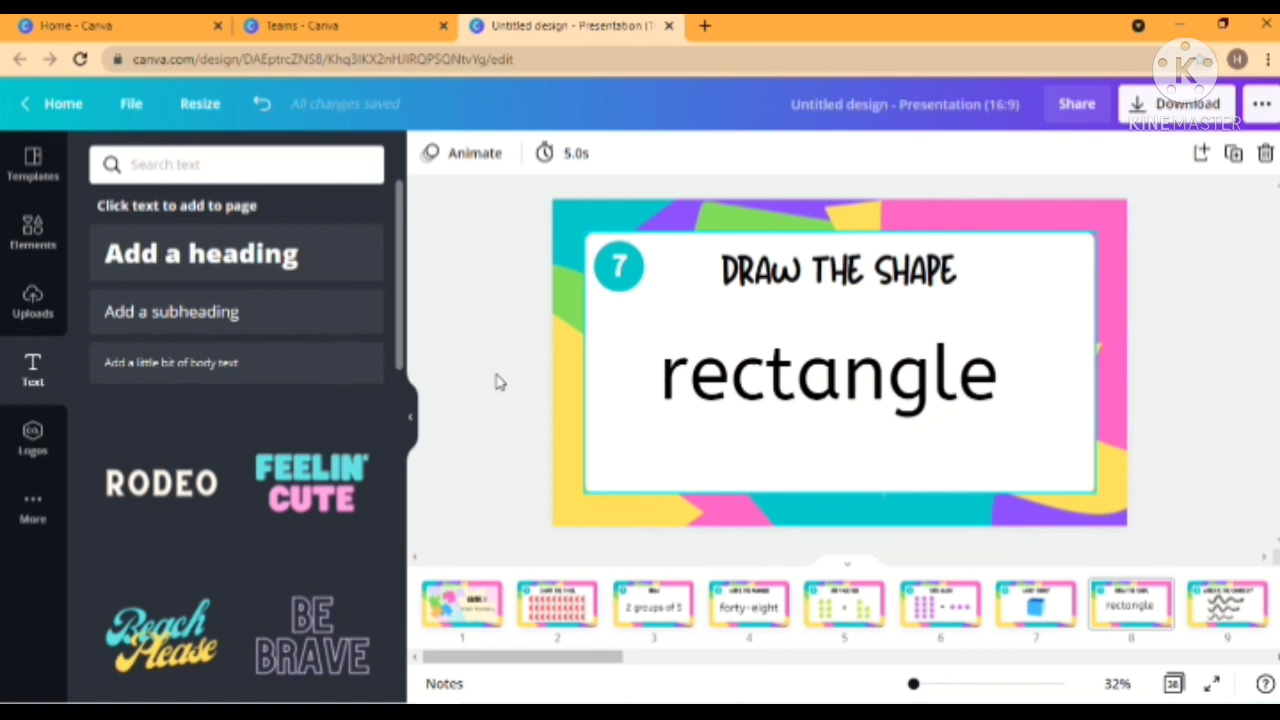 Home - Canva
Teams - Canva
Untitled design - Presentation (1
canva.com/design/DAEptrcZNS8/Khq3IKX2nHJIRQPSQNtvYg/edit
H
Home
File
Resize
All changes saved
Untitled design - Presentation (16:9)
Share
Download
K
KINEMASTER
Templates
Elements
Uploads
Text
Logos
More
Search text
Click text to add to page
Add a heading
Add a subheading
Add a little bit of body text
RODEO
FEELIN'
CUTE
Beach
Please
BE
BRAVE
Animate
5.0s
7
DRAW THE SHAPE
rectangle
2 groups of 5
forty-eight
rectangle
1
2
3
4
5
6
7
8
9
Notes
32%